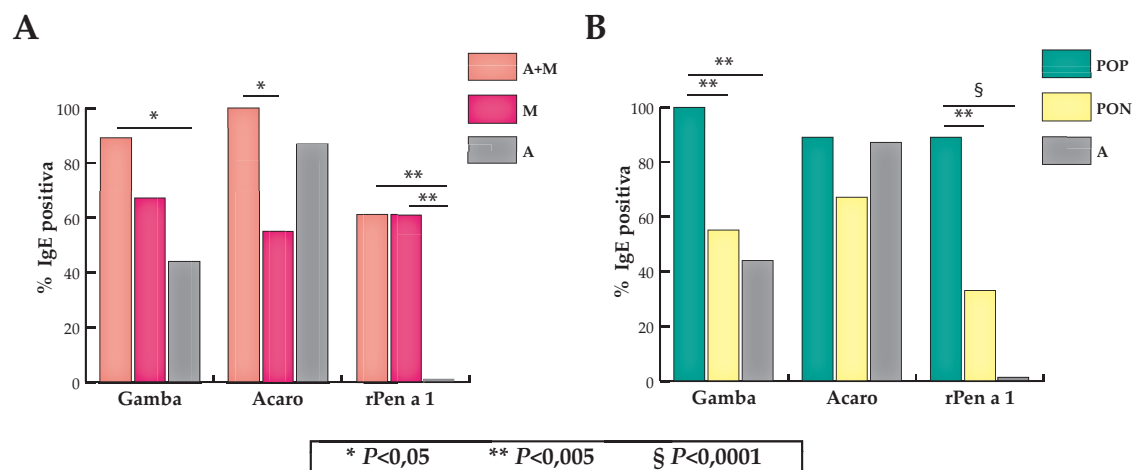 A
A+M
M
A
*
*
**
**
% IgE positiva
100
80
60
40
20
0
Gamba Acaro rPen a 1
B
POP
PON
A
**
**
§
**
% IgE positiva
100
80
60
40
20
0
Gamba Acaro rPen a 1
* P<0,05 ** P<0,005 § P<0,0001